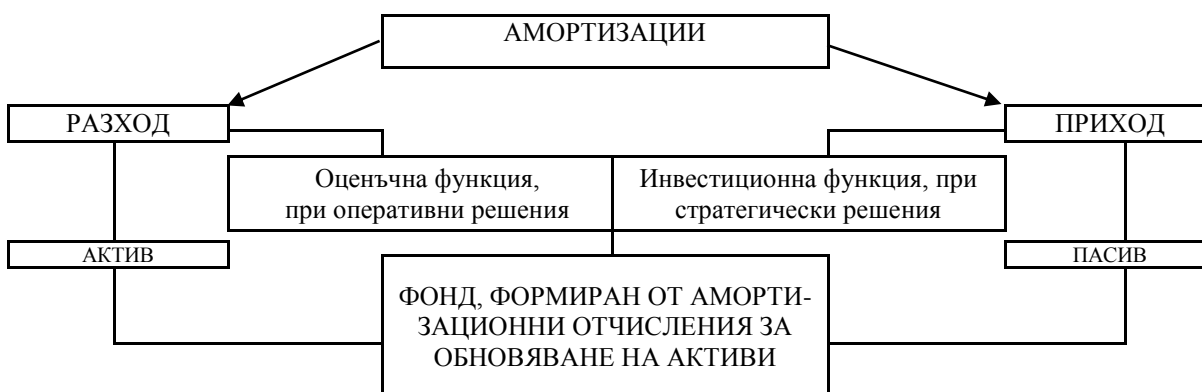 АМОРТИЗАЦИИ
РАЗХОД
ПРИХОД
Оценъчна функция,
при оперативни решения
Инвестиционна функция, при
стратегически решения
АКТИВ
ПАСИВ
ФОНД, ФОРМИРАН ОТ АМОРТИ-
ЗАЦИОННИ ОТЧИСЛЕНИЯ ЗА
ОБНОВЯВАНЕ НА АКТИВИ